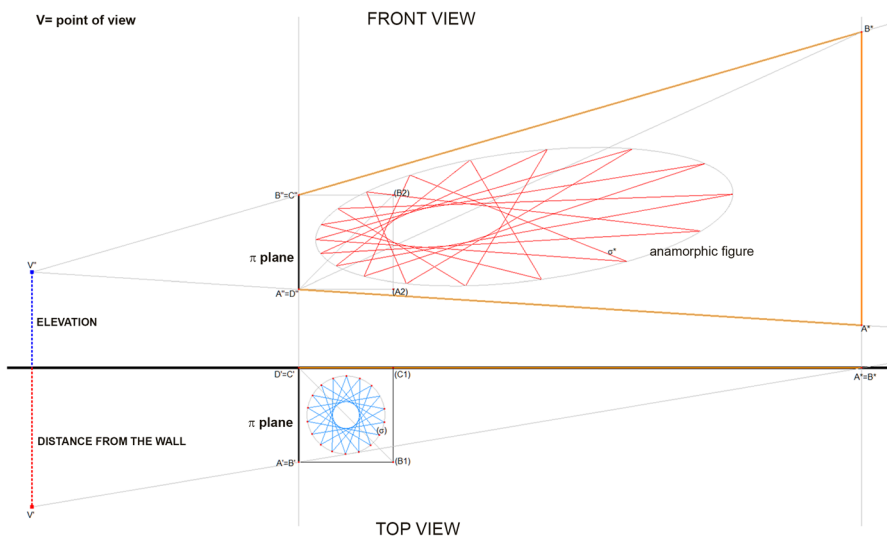 V= point of view
FRONT VIEW
B*
B"=C"
(B2)
σ*
anamorphic figure
π plane
V"
A"=D"
(A2)
ELEVATION
A*
D'=C'
(C1)
A*=B*
π plane
(σ)
DISTANCE FROM THE WALL
A'=B'
(B1)
V'
TOP VIEW